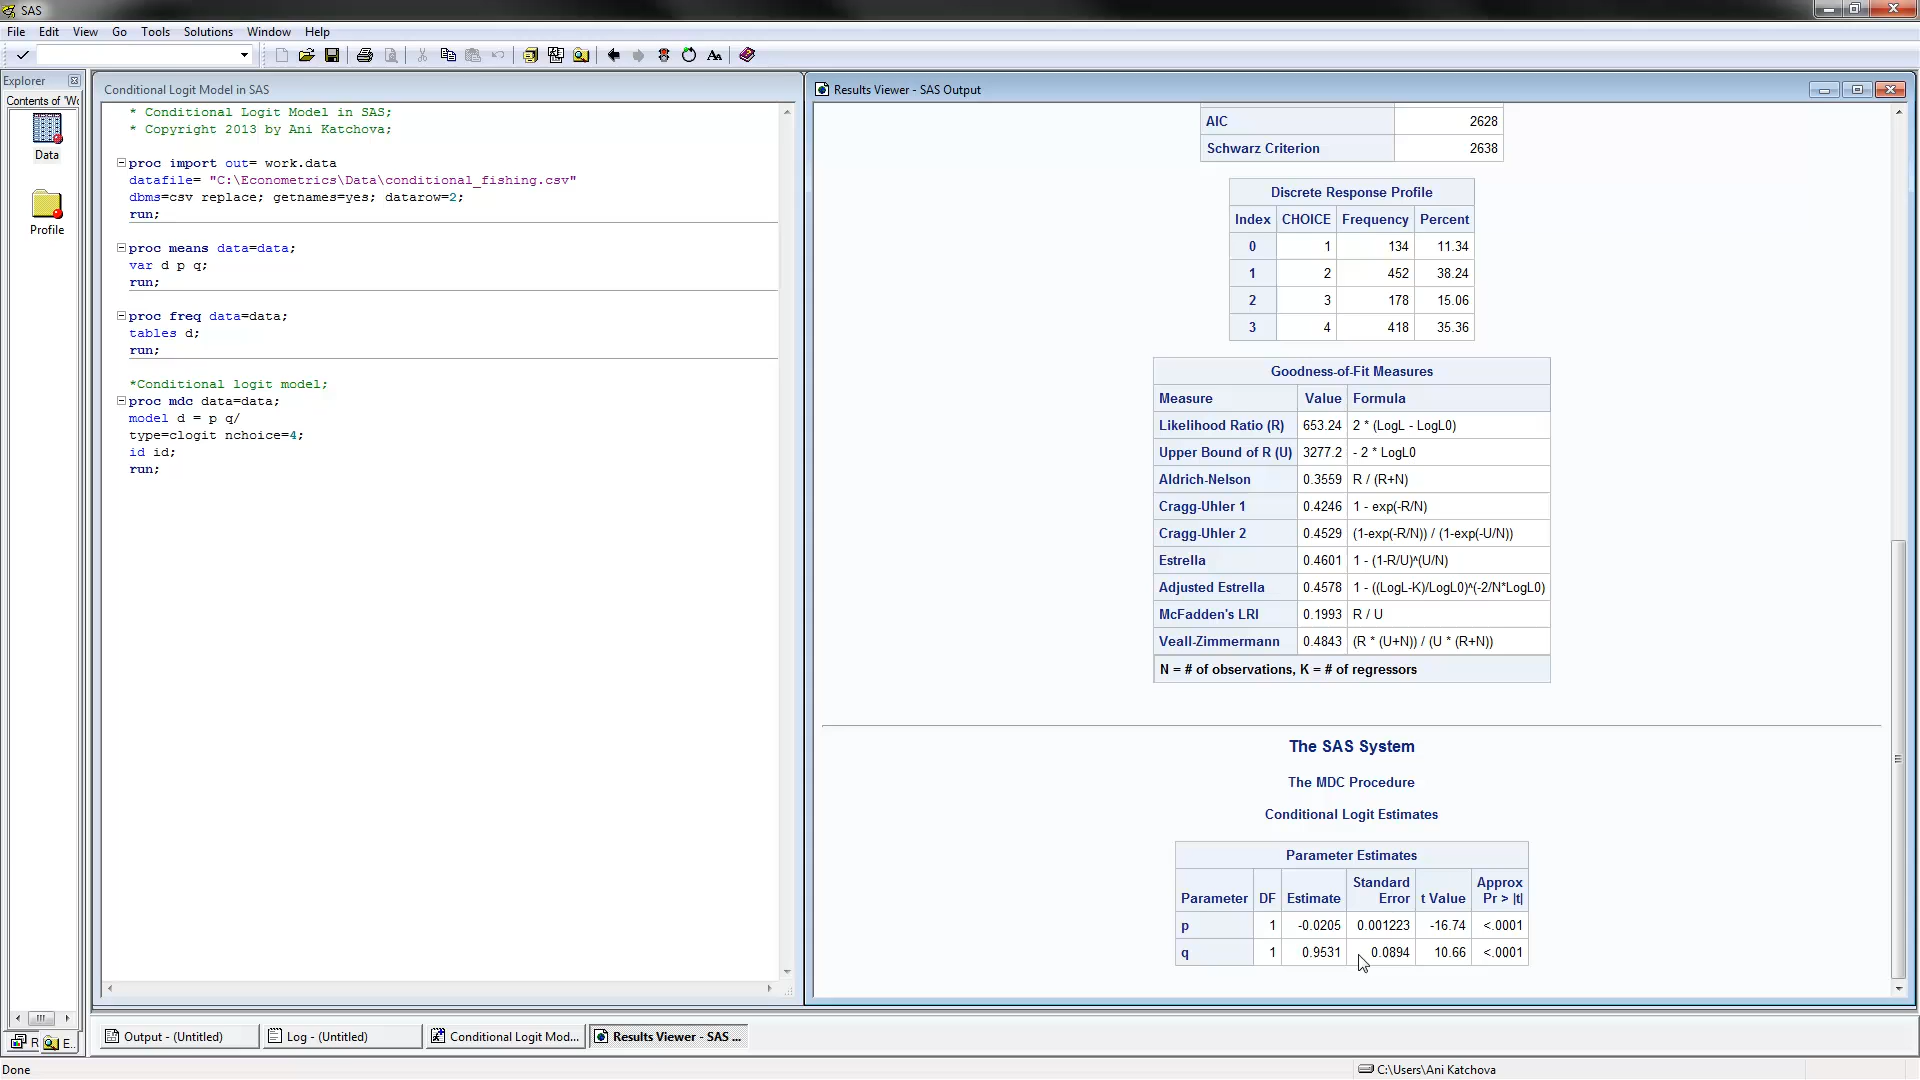 SAS
File Edit View Go Tools Solutions Window Help
Explorer
Contents of 'Wo
Data
Profile
Conditional Logit Model in SAS
* Conditional Logit Model in SAS;
* Copyright 2013 by Ani Katchova;
proc import out= work.data
datafile= "C:\Econometrics\Data\conditional_fishing.csv"
dbms=csv replace; getnames=yes; datarow=2;
run;
proc means data=data;
var d p q;
run;
proc freq data=data;
tables d;
run;
*Conditional logit model;
proc mdc data=data;
model d = p q/
type=clogit nchoice=4;
id id;
run;
Results Viewer - SAS Output
AIC 2628
Schwarz Criterion 2638
Discrete Response Profile
Index CHOICE Frequency Percent
0 1 134 11.34
1 2 452 38.24
2 3 178 15.06
3 4 418 35.36
Goodness-of-Fit Measures
Measure Value Formula
Likelihood Ratio (R) 653.24 2 * (LogL - LogL0)
Upper Bound of R (U) 3277.2 - 2 * LogL0
Aldrich-Nelson 0.3559 R / (R+N)
Cragg-Uhler 1 0.4246 1 - exp(-R/N)
Cragg-Uhler 2 0.4529 (1-exp(-R/N)) / (1-exp(-U/N))
Estrella 0.4601 1 - (1-R/U)^(U/N)
Adjusted Estrella 0.4578 1 - ((LogL-K)/LogL0)^(-2/N*LogL0)
McFadden's LRI 0.1993 R / U
Veall-Zimmermann 0.4843 (R * (U+N)) / (U * (R+N))
N = # of observations, K = # of regressors
The SAS System
The MDC Procedure
Conditional Logit Estimates
Parameter Estimates
Parameter DF Estimate Standard Error t Value Approx Pr > |t|
p 1 -0.0205 0.001223 -16.74 <.0001
q 1 0.9531 0.0894 10.66 <.0001
R E..
Output - (Untitled) Log - (Untitled) Conditional Logit Mod... Results Viewer - SAS ...
Done C:\Users\Ani Katchova